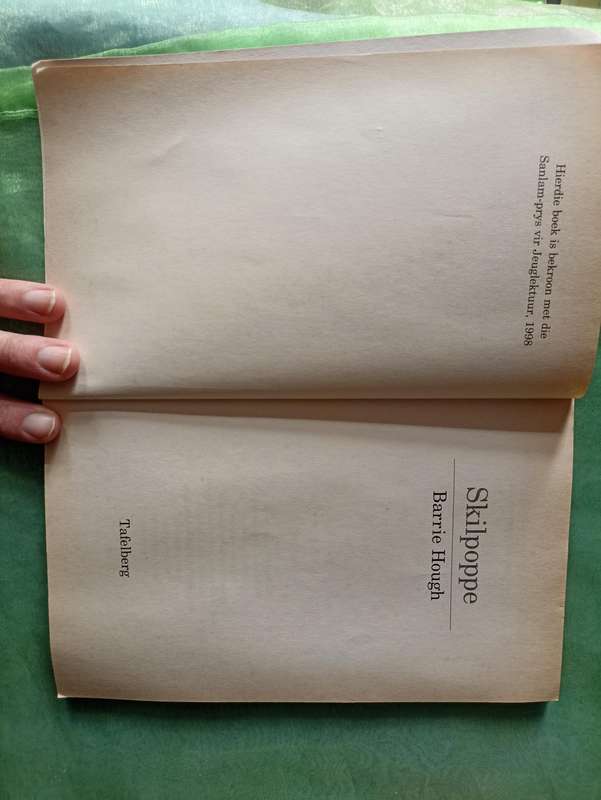 Hierdie boek is bekroon met die
Sanlam-prys vir Jeuglektuur, 1998
Skilpoppe
Barrie Hough
Tafelberg